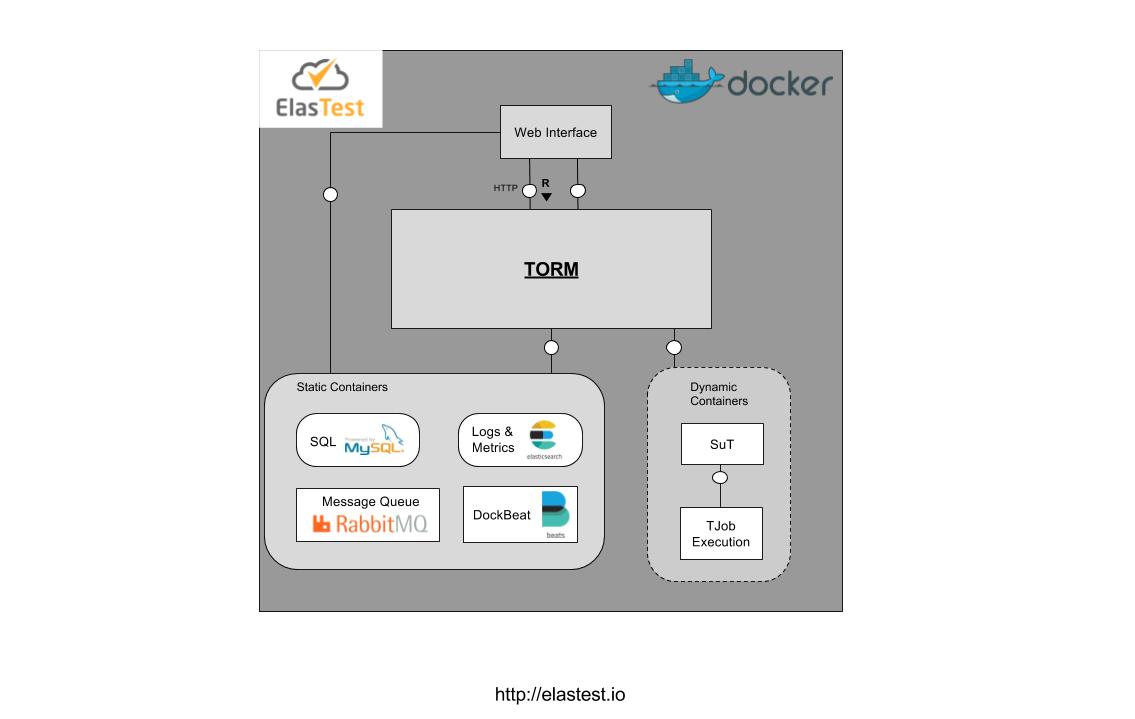 ElasTest
docker
Web Interface
HTTP
R
TORM
Static Containers
SQL
Powered by
MySQL®
Logs &
Metrics
elasticsearch
Message Queue
RabbitMQ
DockBeat
beats
Dynamic
Containers
SuT
TJob
Execution
http://elastest.io